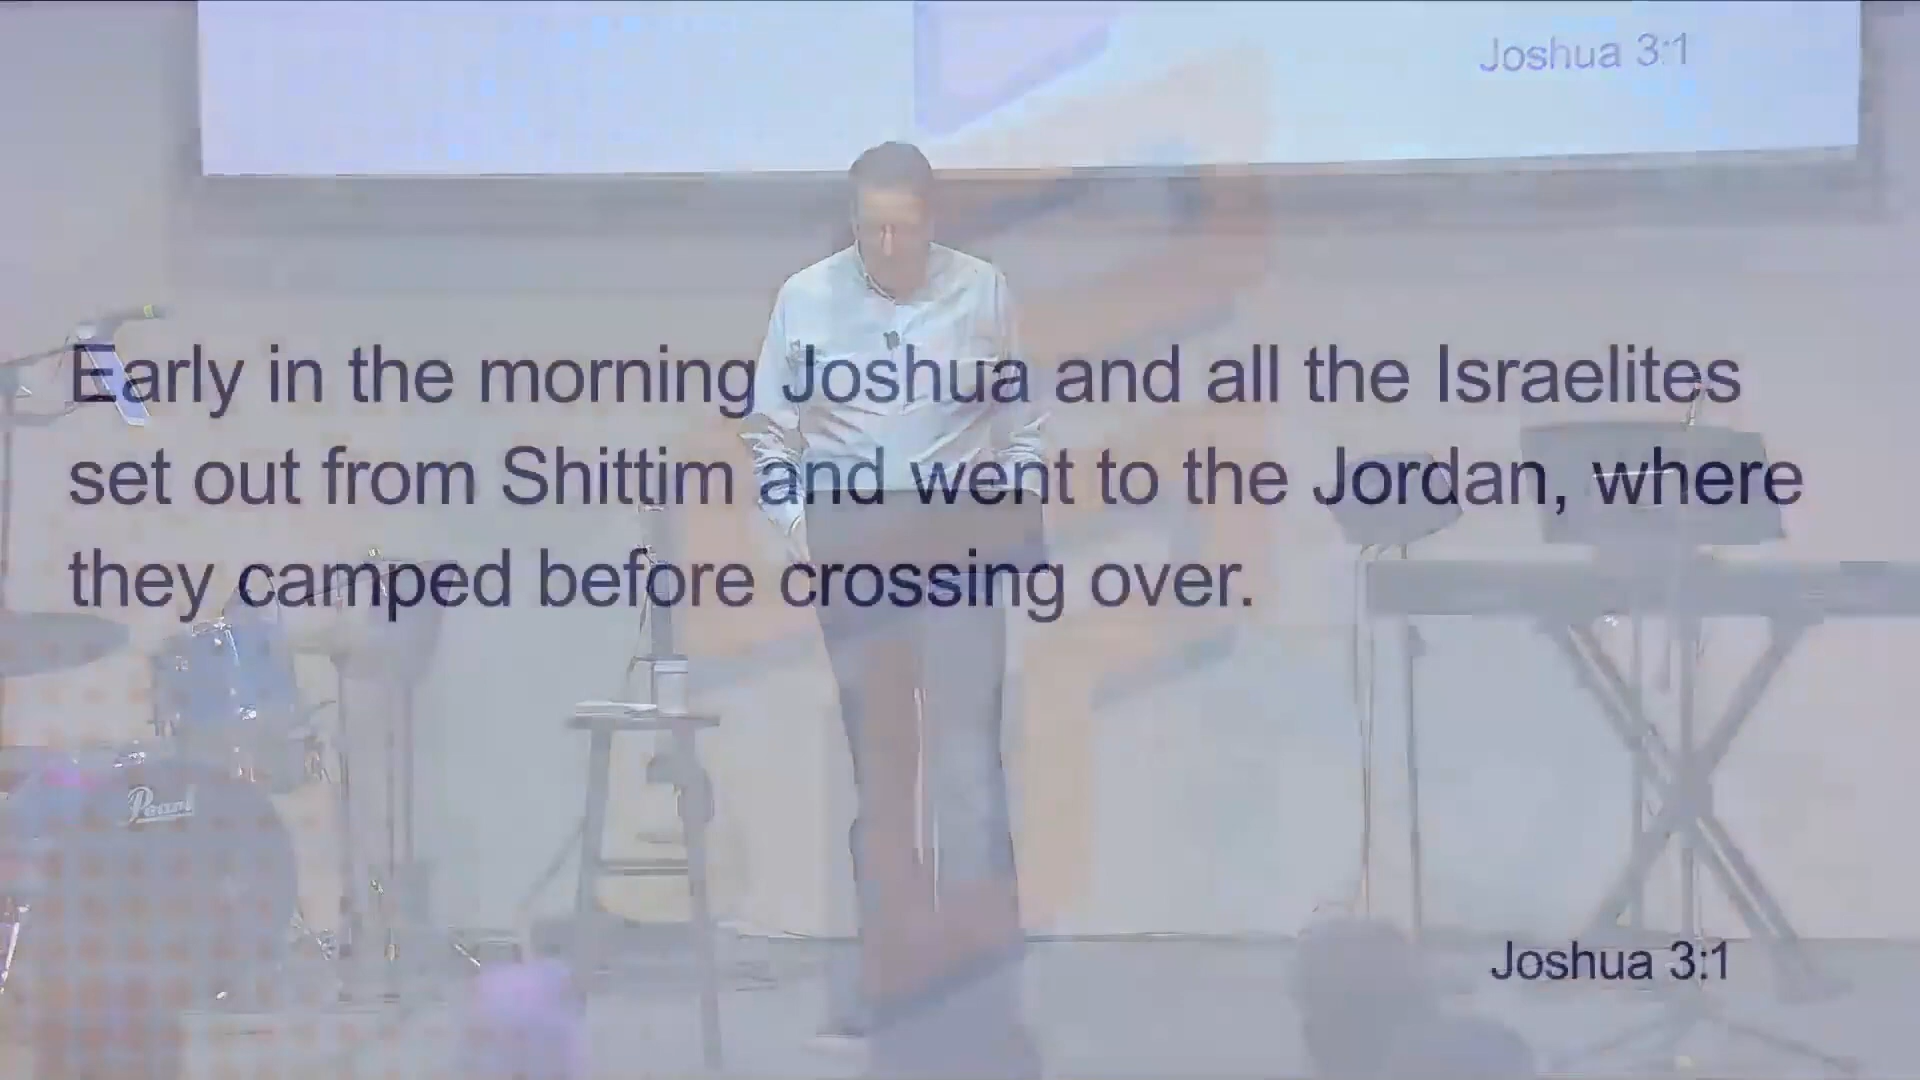 Joshua 3:1
Early in the morning Joshua and all the Israelites
set out from Shittim and went to the Jordan, where
they camped before crossing over.
Pearl
Joshua 3:1